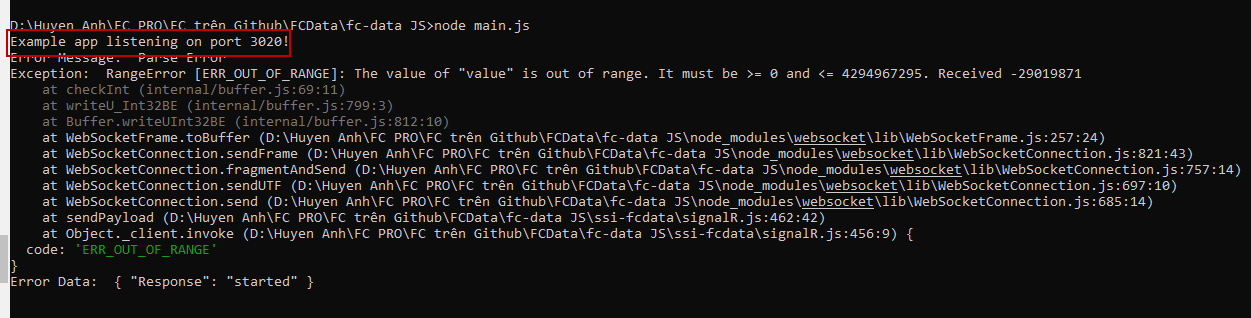 D:\Huyen Anh\FC PRO\FC trên Github\FCData\fc-data JS>node main.js
Example app listening on port 3020!
Error Message:  Parse Error
Exception:  RangeError [ERR_OUT_OF_RANGE]: The value of "value" is out of range. It must be >= 0 and <= 4294967295. Received -29019871
    at checkInt (internal/buffer.js:69:11)
    at writeU_Int32BE (internal/buffer.js:799:3)
    at Buffer.writeUInt32BE (internal/buffer.js:812:10)
    at WebSocketFrame.toBuffer (D:\Huyen Anh\FC PRO\FC trên Github\FCData\fc-data JS\node_modules\websocket\lib\WebSocketFrame.js:257:24)
    at WebSocketConnection.sendFrame (D:\Huyen Anh\FC PRO\FC trên Github\FCData\fc-data JS\node_modules\websocket\lib\WebSocketConnection.js:821:43)
    at WebSocketConnection.fragmentAndSend (D:\Huyen Anh\FC PRO\FC trên Github\FCData\fc-data JS\node_modules\websocket\lib\WebSocketConnection.js:757:14)
    at WebSocketConnection.sendUTF (D:\Huyen Anh\FC PRO\FC trên Github\FCData\fc-data JS\node_modules\websocket\lib\WebSocketConnection.js:697:10)
    at WebSocketConnection.send (D:\Huyen Anh\FC PRO\FC trên Github\FCData\fc-data JS\node_modules\websocket\lib\WebSocketConnection.js:685:14)
    at sendPayload (D:\Huyen Anh\FC PRO\FC trên Github\FCData\fc-data JS\ssi-fcdata\signalR.js:462:42)
    at Object._client.invoke (D:\Huyen Anh\FC PRO\FC trên Github\FCData\fc-data JS\ssi-fcdata\signalR.js:456:9) {
  code: 'ERR_OUT_OF_RANGE'
}
Error Data:  { "Response": "started" }